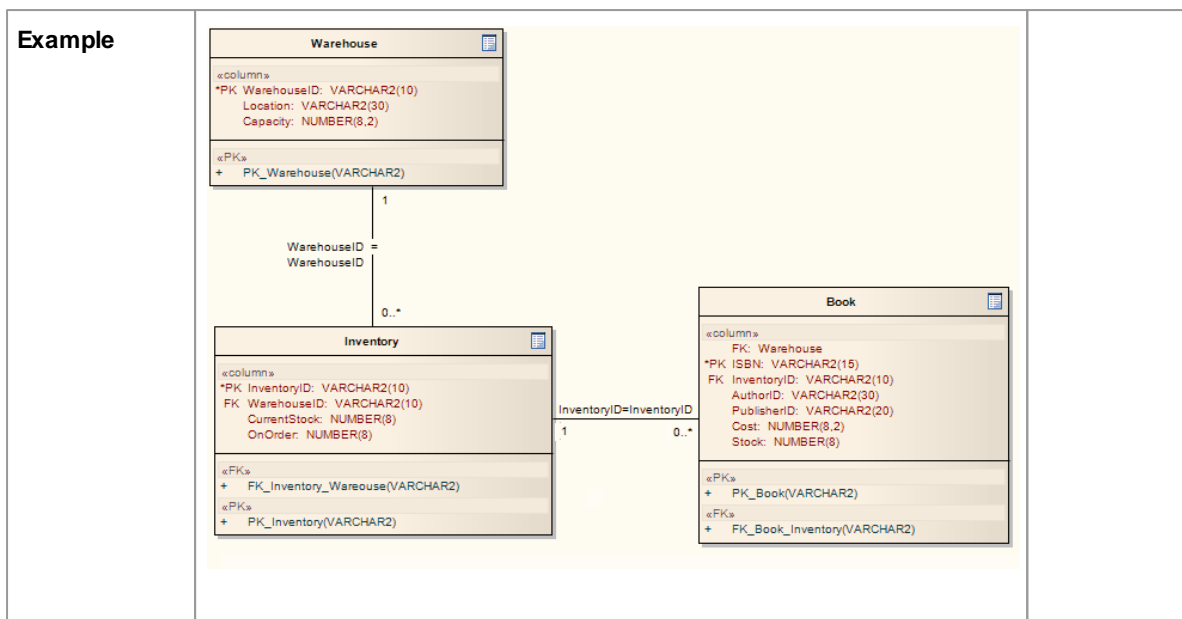 Example
Warehouse
«column»
*PK WarehouseID: VARCHAR2(10)
Location: VARCHAR2(30)
Capacity: NUMBER(8,2)
«PK»
+ PK_Warehouse(VARCHAR2)
1
WarehouseID =
WarehouseID
0..*
Inventory
«column»
*PK InventoryID: VARCHAR2(10)
FK WarehouseID: VARCHAR2(10)
CurrentStock: NUMBER(8)
OnOrder: NUMBER(8)
«FK»
+ FK_Inventory_Wareouse(VARCHAR2)
«PK»
+ PK_Inventory(VARCHAR2)
InventoryID=InventoryID
1 0..*
Book
«column»
FK: Warehouse
*PK ISBN: VARCHAR2(15)
FK InventoryID: VARCHAR2(10)
AuthorID: VARCHAR2(30)
PublisherID: VARCHAR2(20)
Cost: NUMBER(8,2)
Stock: NUMBER(8)
«PK»
+ PK_Book(VARCHAR2)
«FK»
+ FK_Book_Inventory(VARCHAR2)